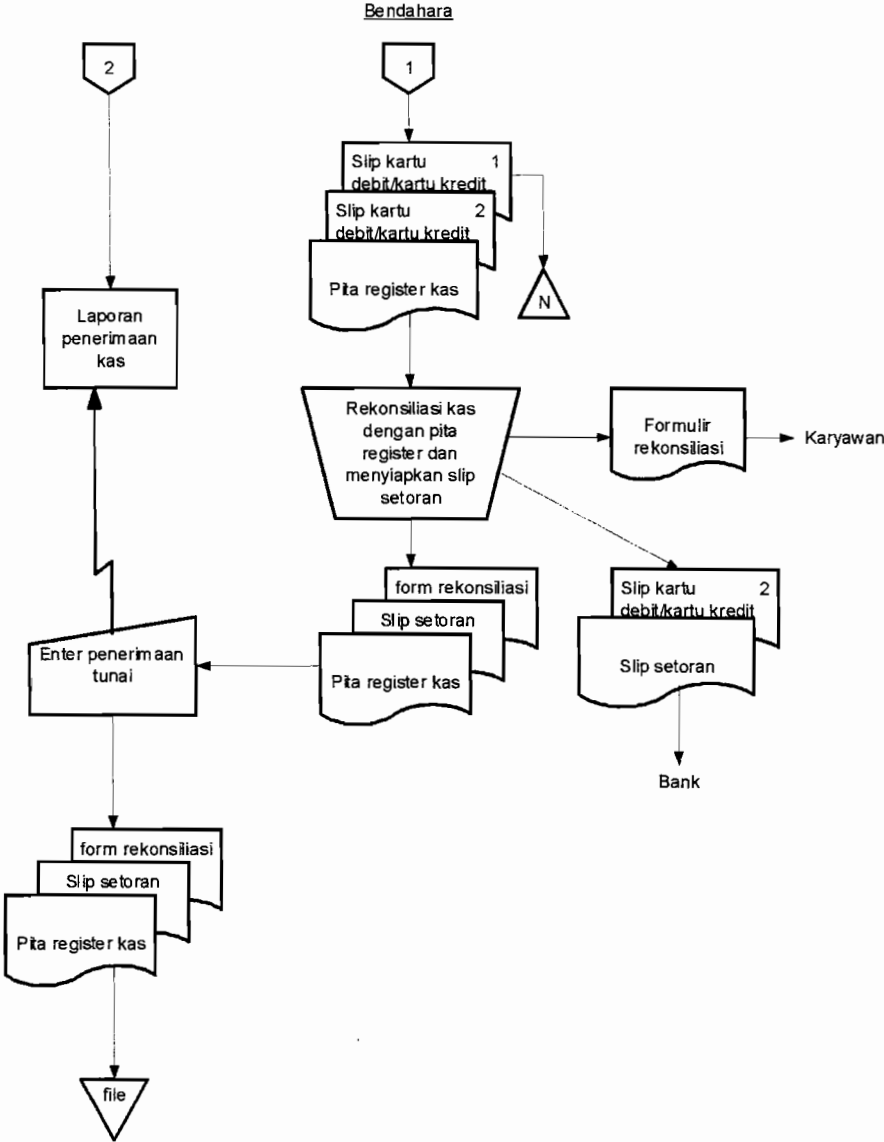 Bendahara
2
1
Slip kartu 1
debit/kartu kredit
Slip kartu 2
debit/kartu kredit
Pita register kas
N
Laporan
penerimaan
kas
Rekonsiliasi kas
dengan pita
register dan
menyiapkan slip
setoran
Formulir
rekonsiliasi
Karyawan
form rekonsiliasi
Slip setoran
Pita register kas
Slip kartu 2
debit/kartu kredit
Slip setoran
Bank
Enter penerimaan
tunai
form rekonsiliasi
Slip setoran
Pita register kas
file